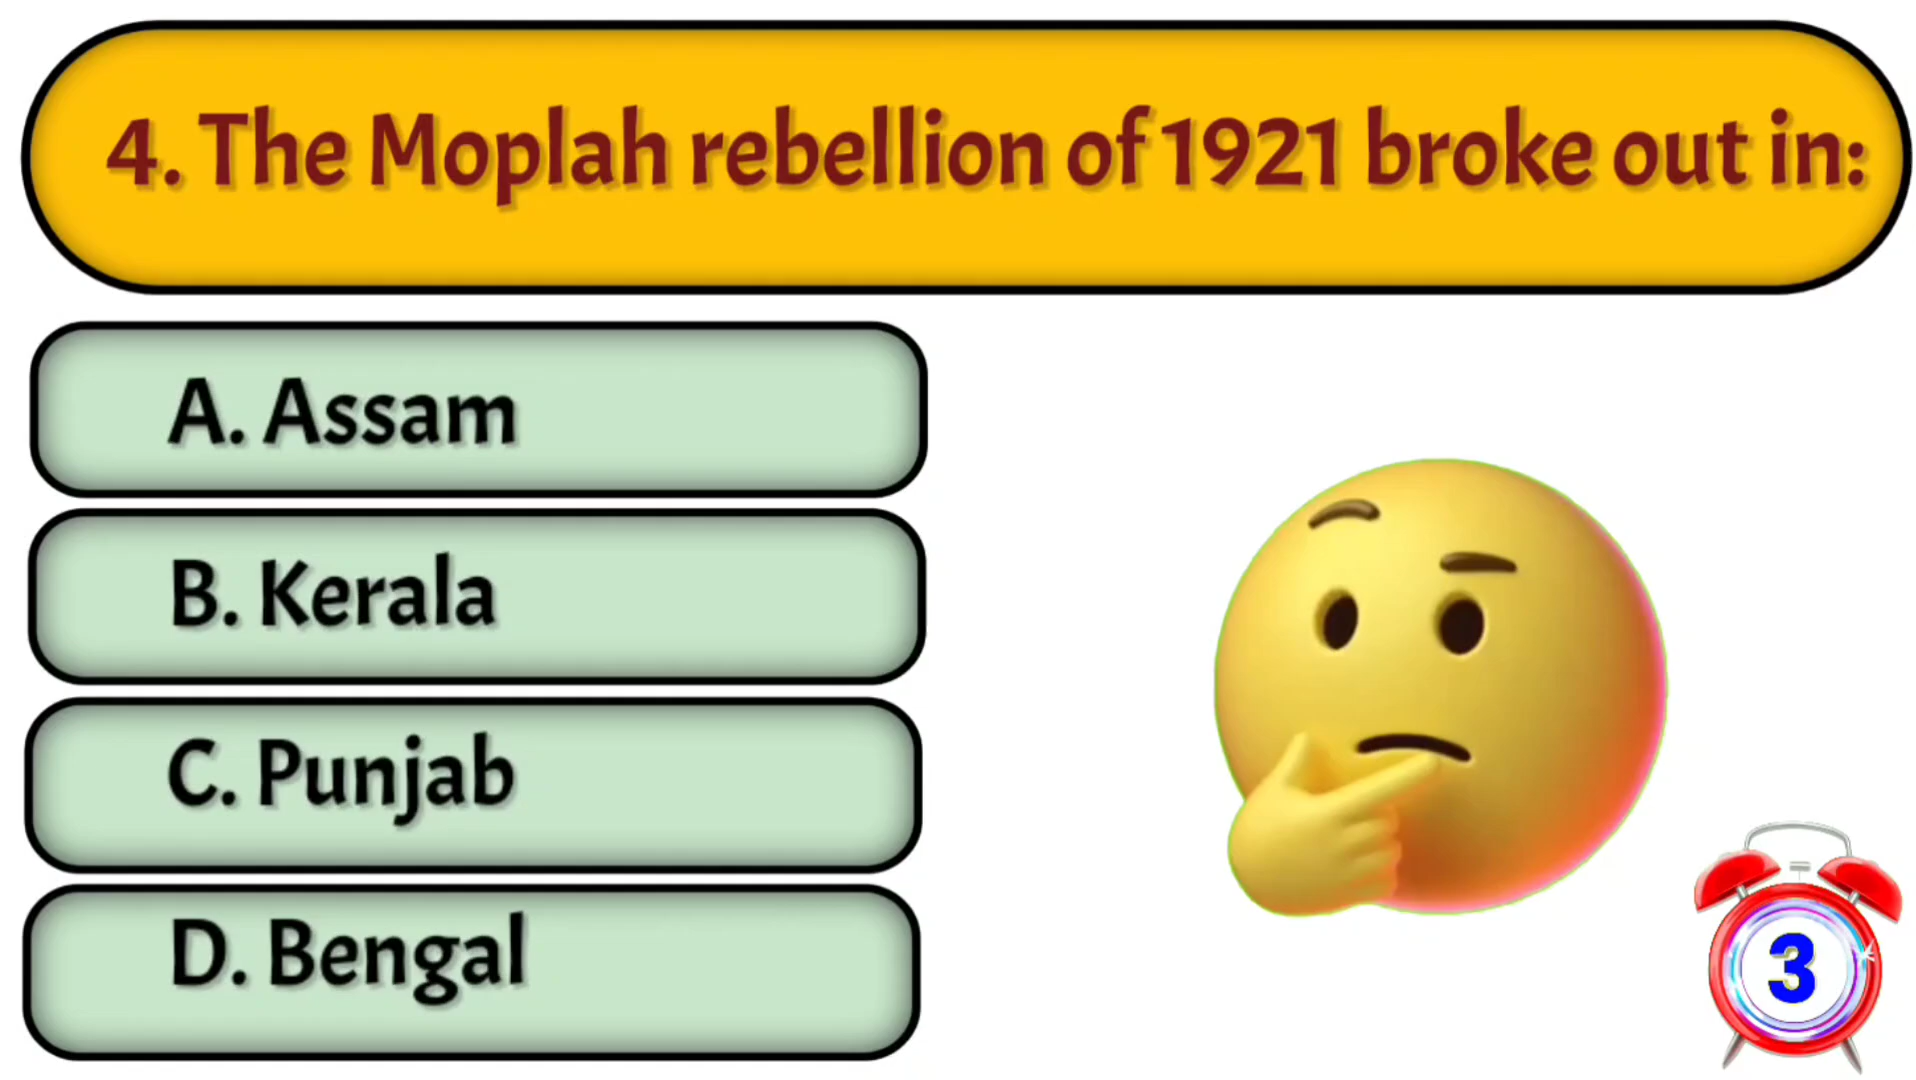 4. The Moplah rebellion of 1921 broke out in:
A. Assam
B. Kerala
C. Punjab
D. Bengal
3